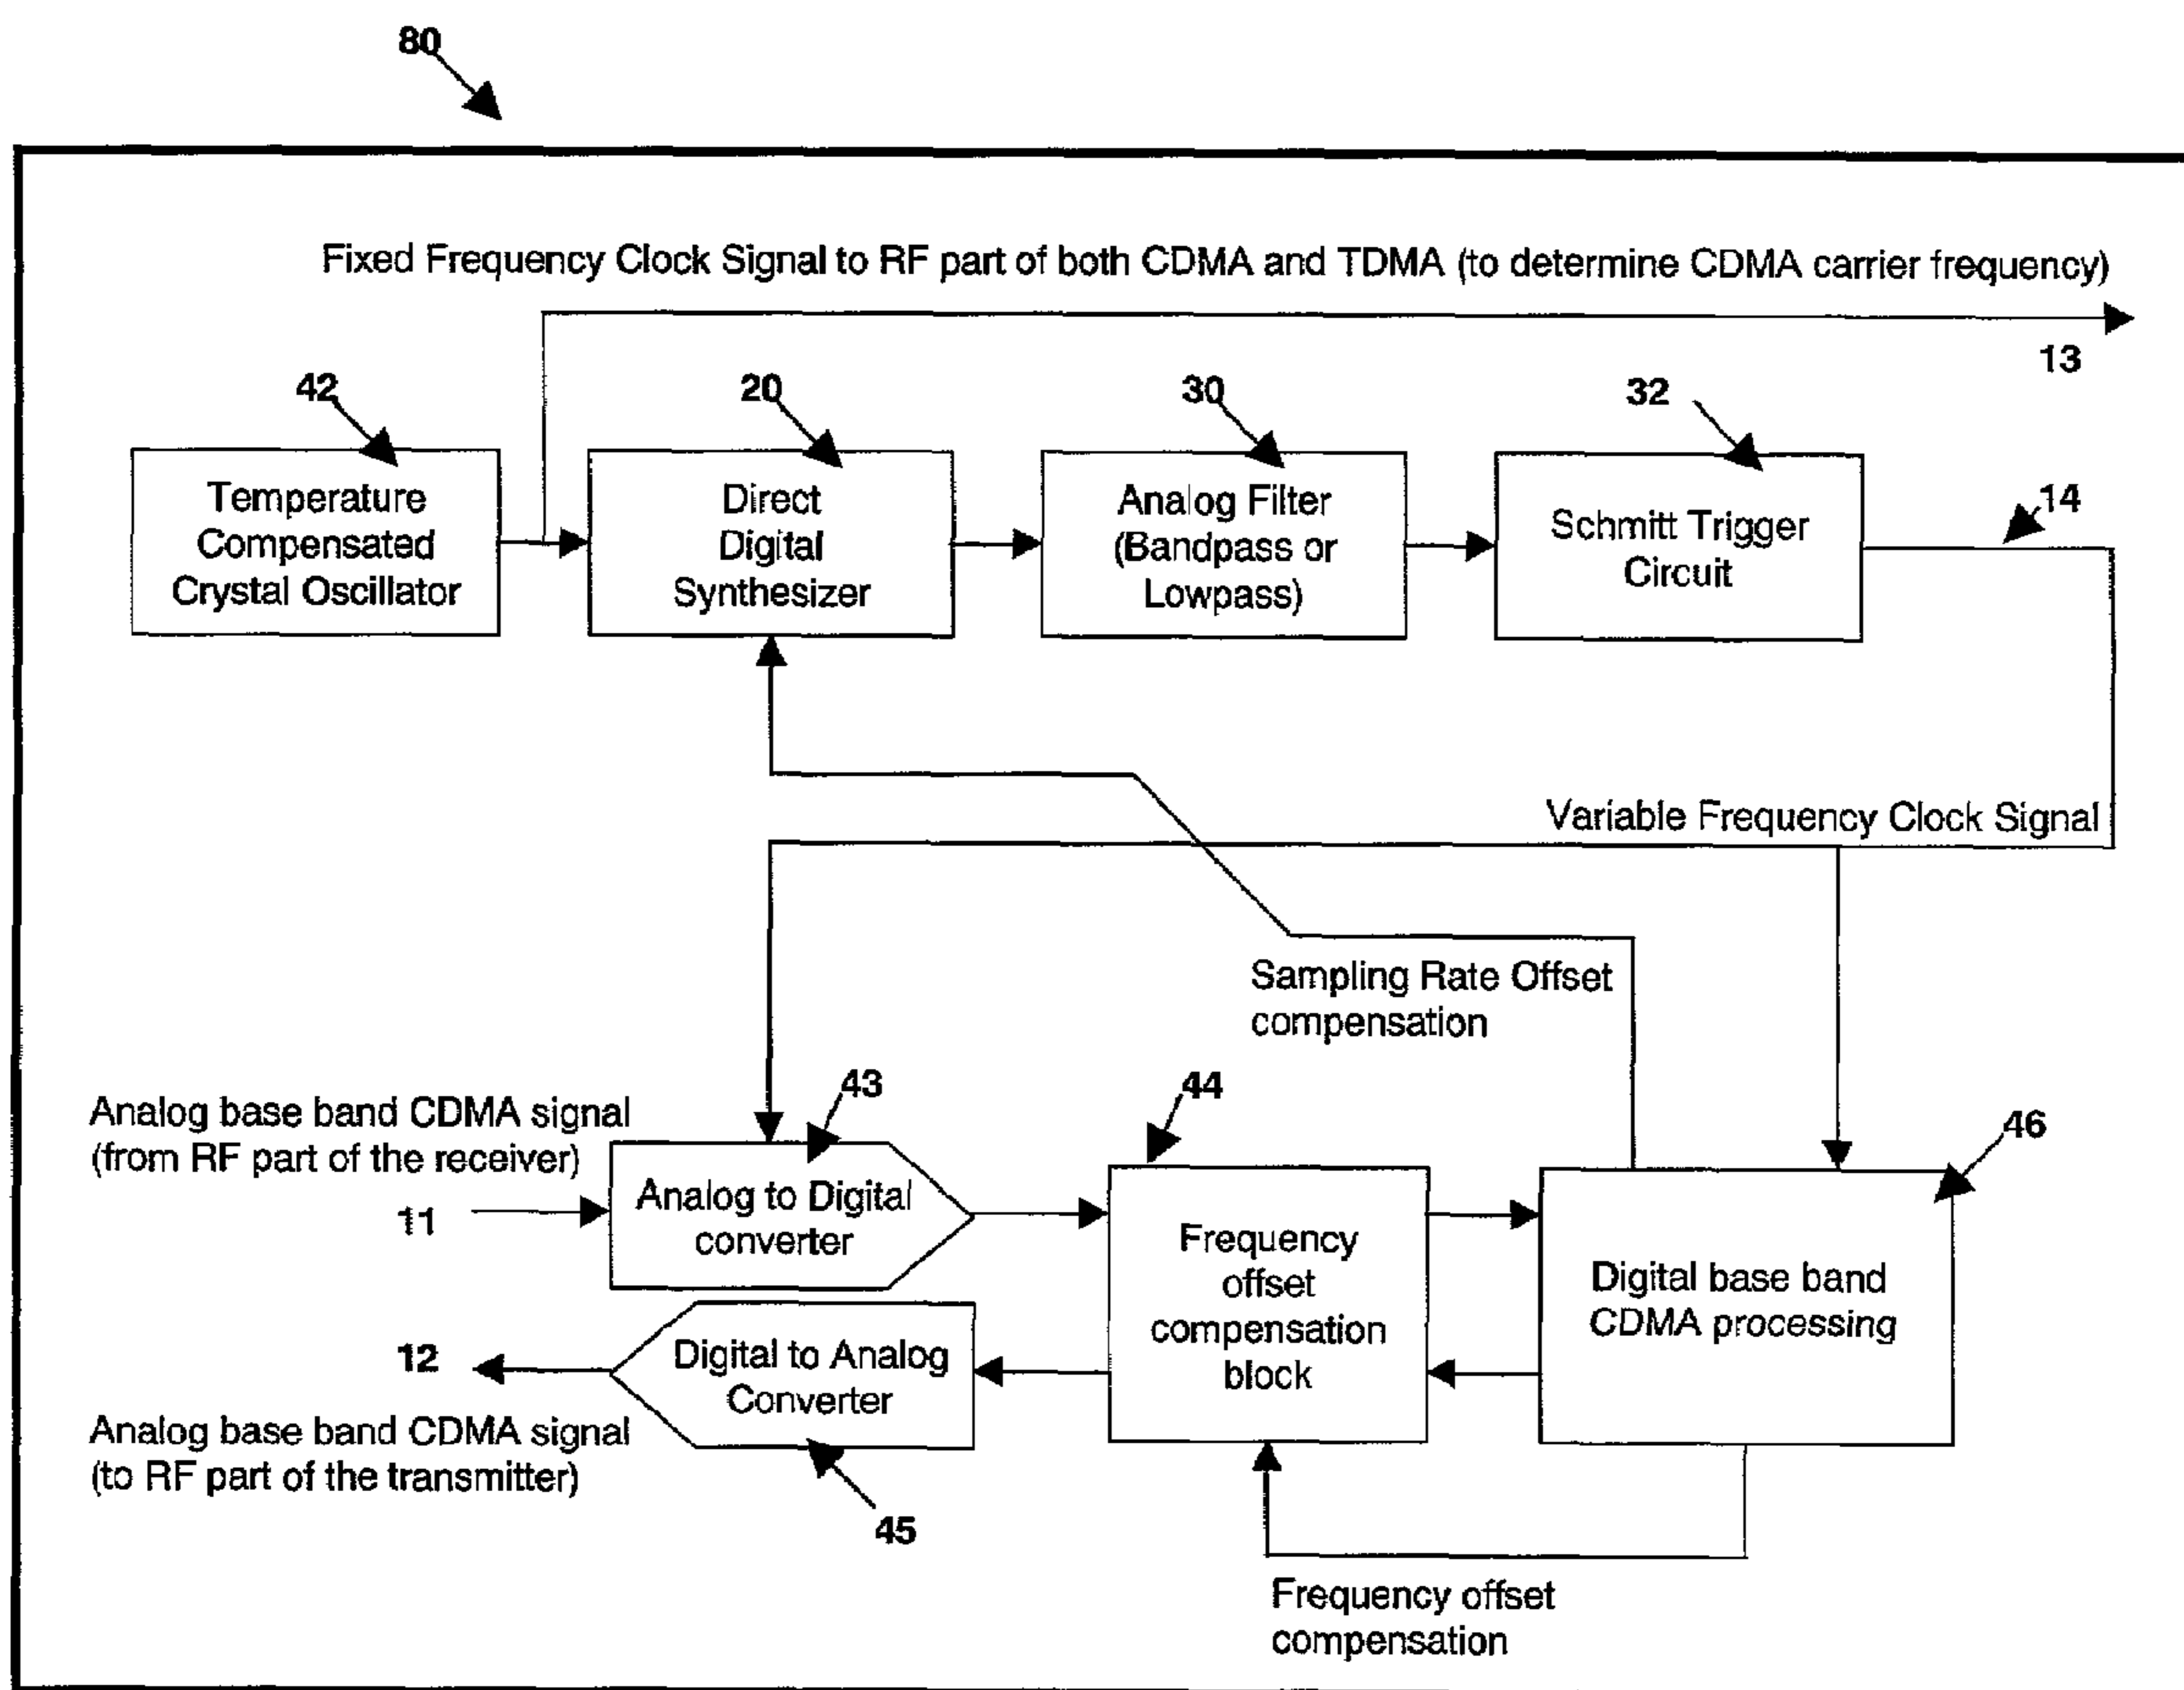 80
Fixed Frequency Clock Signal to RF part of both CDMA and TDMA (to determine CDMA carrier frequency)
13
42
20
30
32
14
Temperature
Compensated
Crystal Oscillator
Direct
Digital
Synthesizer
Analog Filter
(Bandpass or
Lowpass)
Schmitt Trigger
Circuit
Variable Frequency Clock Signal
Sampling Rate Offset
compensation
Analog base band CDMA signal
(from RF part of the receiver)
11
43
Analog to Digital
converter
44
Frequency
offset
compensation
block
46
Digital base band
CDMA processing
12
Digital to Analog
Converter
Analog base band CDMA signal
(to RF part of the transmitter)
45
Frequency offset
compensation